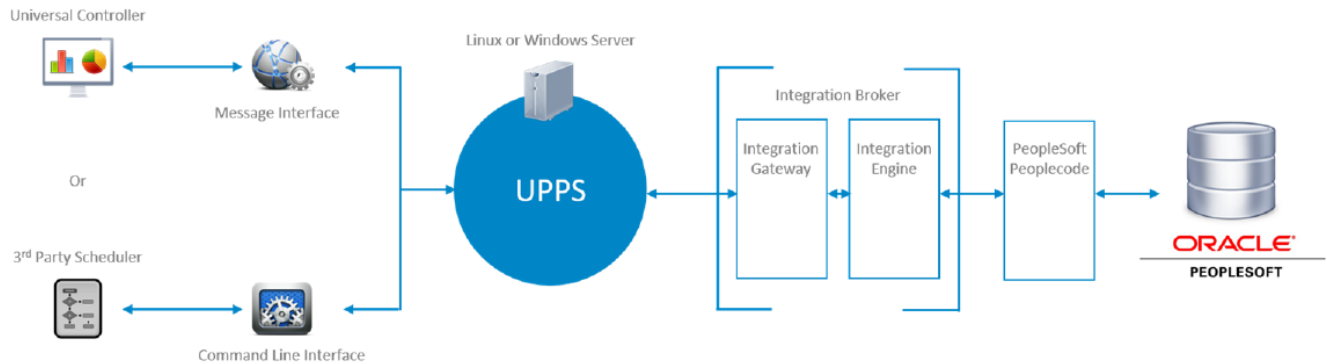 Universal Controller
Message Interface
Or
3rd Party Scheduler
Command Line Interface
Linux or Windows Server
UPPS
Integration Broker
Integration
Gateway
Integration
Engine
PeopleSoft
Peoplecode
ORACLE®
PEOPLESOFT